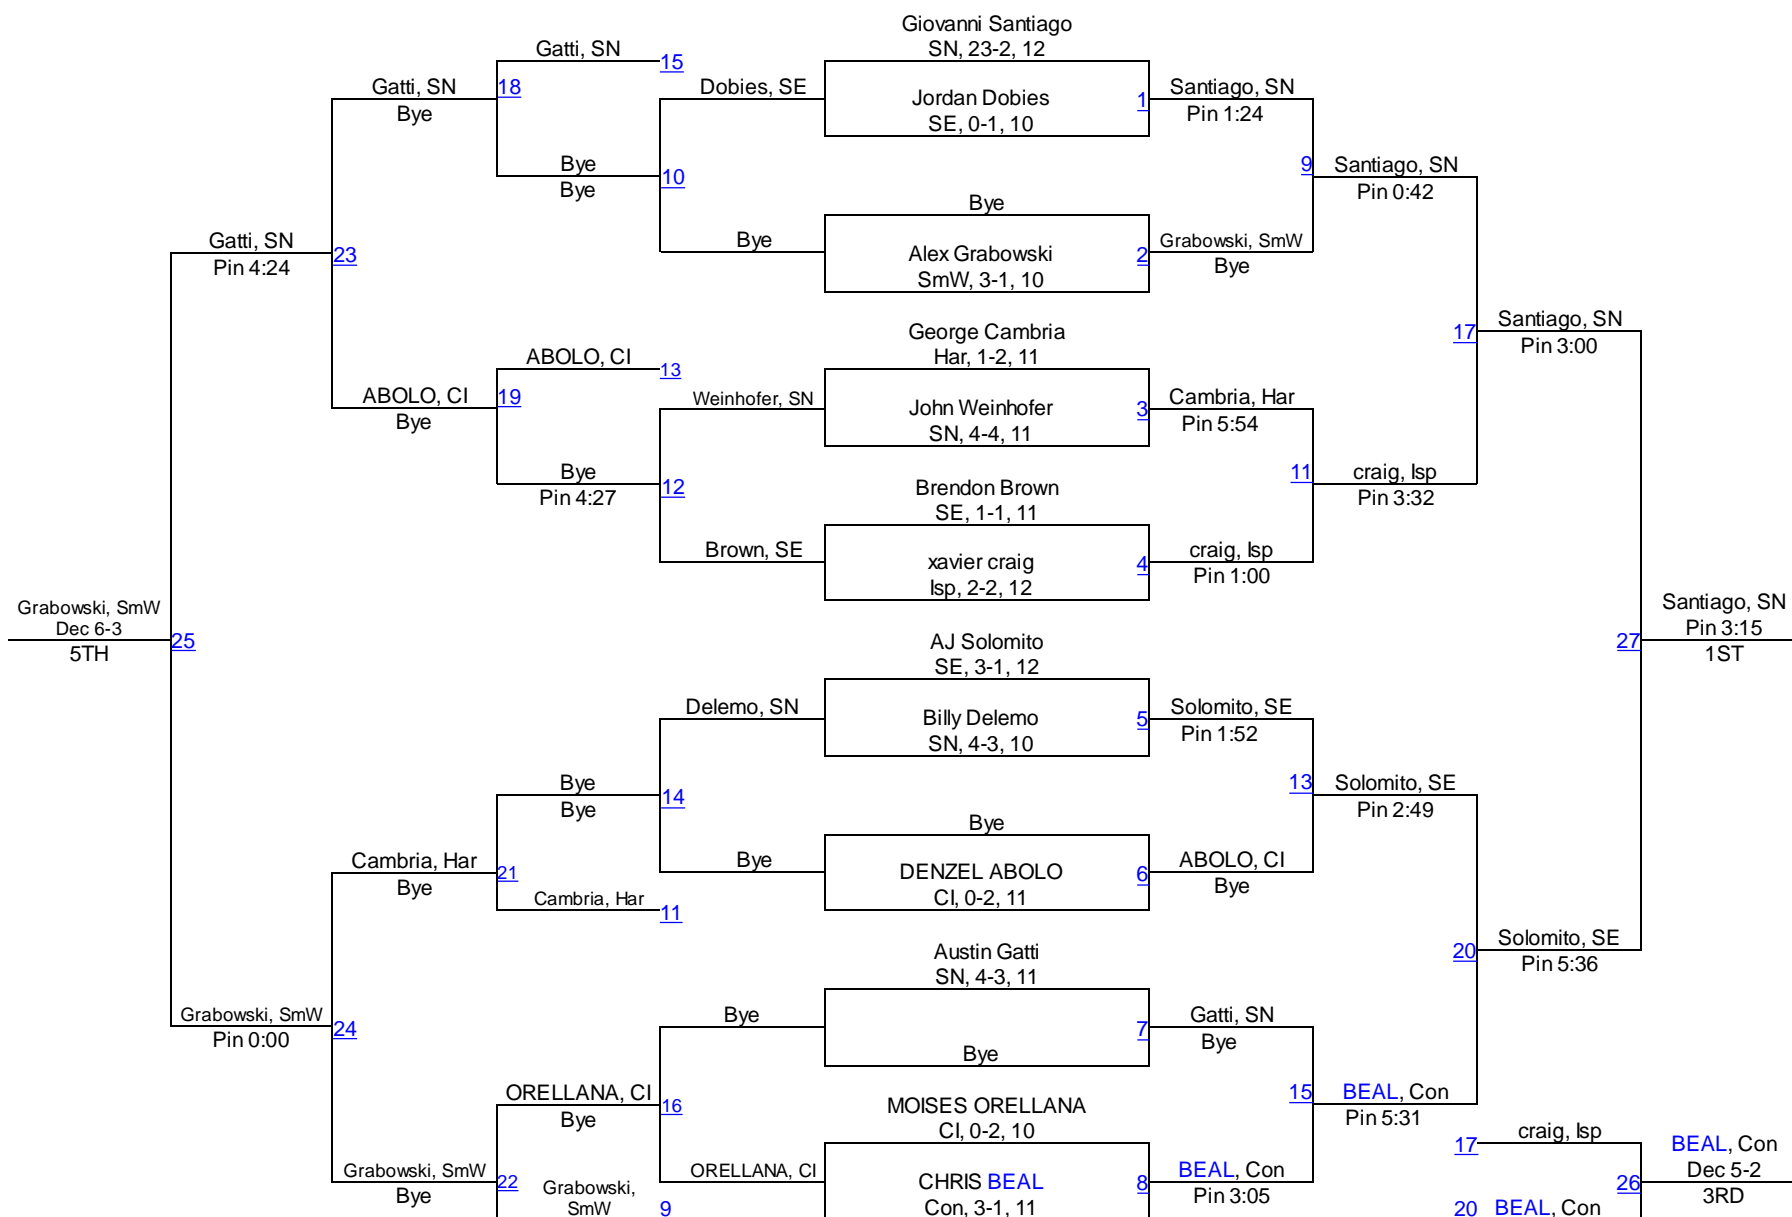 Giovanni Santiago
SN, 23-2, 12
Gatti, SN
15
Gatti, SN
Bye
18
Dobies, SE
Jordan Dobies
SE, 0-1, 10
1
Santiago, SN
Pin 1:24
Bye
Bye
10
9
Santiago, SN
Pin 0:42
Bye
Gatti, SN
Pin 4:24
23
Bye
Alex Grabowski
SmW, 3-1, 10
2
Grabowski, SmW
Bye
George Cambria
Har, 1-2, 11
17
Santiago, SN
Pin 3:00
ABOLO, CI
13
ABOLO, CI
Bye
19
Weinhofer, SN
John Weinhofer
SN, 4-4, 11
3
Cambria, Har
Pin 5:54
Bye
Pin 4:27
12
11
craig, Isp
Pin 3:32
Brendon Brown
SE, 1-1, 11
Brown, SE
xavier craig
Isp, 2-2, 12
4
craig, Isp
Pin 1:00
Grabowski, SmW
Dec 6-3
5TH
25
AJ Solomito
SE, 3-1, 12
27
Santiago, SN
Pin 3:15
1ST
Delemo, SN
Billy Delemo
SN, 4-3, 10
5
Solomito, SE
Pin 1:52
Bye
Bye
14
13
Solomito, SE
Pin 2:49
Bye
Cambria, Har
Bye
21
Bye
DENZEL ABOLO
CI, 0-2, 11
6
ABOLO, CI
Bye
Cambria, Har
11
Austin Gatti
SN, 4-3, 11
20
Solomito, SE
Pin 5:36
Grabowski, SmW
Pin 0:00
24
Bye
7
Gatti, SN
Bye
Bye
ORELLANA, CI
Bye
16
MOISES ORELLANA
CI, 0-2, 10
15
BEAL, Con
Pin 5:31
17
craig, Isp
Grabowski, SmW
Bye
22
ORELLANA, CI
CHRIS BEAL
Con, 3-1, 11
8
BEAL, Con
Pin 3:05
26
BEAL, Con
Dec 5-2
3RD
Grabowski,
SmW
9
20
BEAL, Con